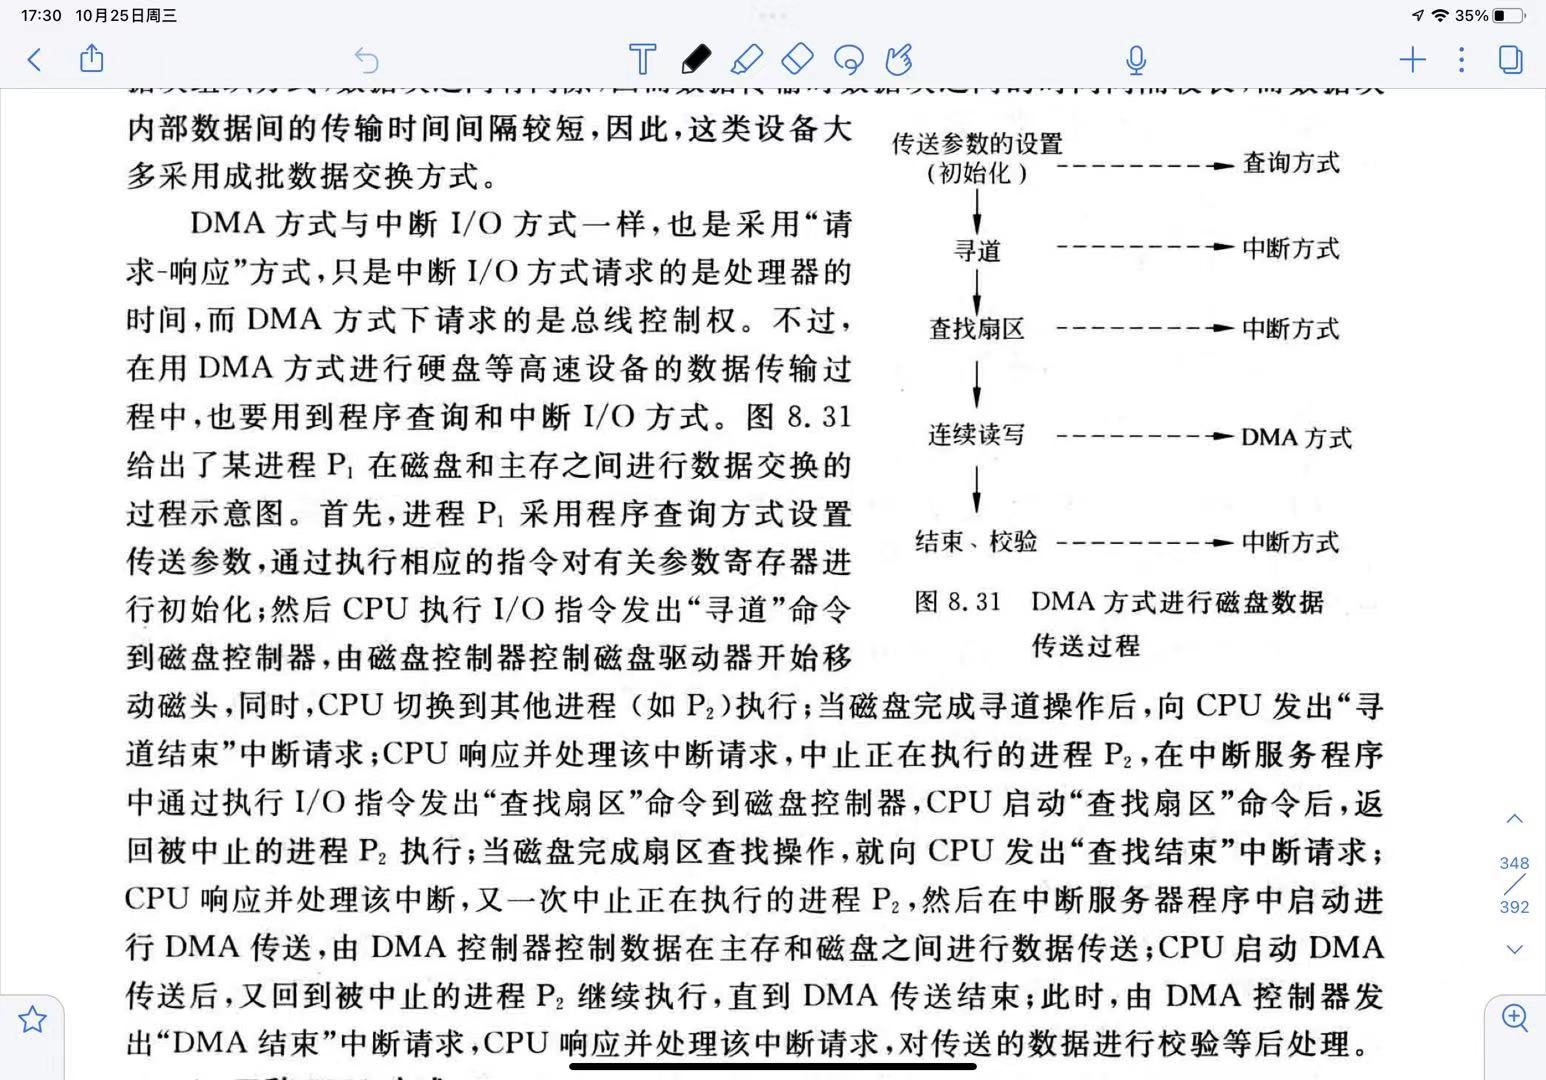 17:30 10月25日周三
35%
内部数据间的传输时间间隔较短,因此,这类设备大
多采用成批数据交换方式。
DMA 方式与中断 I/O 方式一样,也是采用“请
求-响应”方式,只是中断 I/O 方式请求的是处理器的
时间,而 DMA 方式下请求的是总线控制权。不过,
在用 DMA 方式进行硬盘等高速设备的数据传输过
程中,也要用到程序查询和中断 I/O 方式。图 8.31
给出了某进程 P₁ 在磁盘和主存之间进行数据交换的
过程示意图。首先,进程 P₁ 采用程序查询方式设置
传送参数,通过执行相应的指令对有关参数寄存器进
行初始化;然后 CPU 执行 I/O 指令发出“寻道”命令
到磁盘控制器,由磁盘控制器控制磁盘驱动器开始移
动磁头,同时,CPU 切换到其他进程(如 P₂)执行;当磁盘完成寻道操作后,向 CPU 发出“寻
道结束”中断请求;CPU 响应并处理该中断请求,中止正在执行的进程 P₂,在中断服务程序
中通过执行 I/O 指令发出“查找扇区”命令到磁盘控制器,CPU 启动“查找扇区”命令后,返
回被中止的进程 P₂ 执行;当磁盘完成扇区查找操作,就向 CPU 发出“查找结束”中断请求;
CPU 响应并处理该中断,又一次中止正在执行的进程 P₂,然后在中断服务器程序中启动进
行 DMA 传送,由 DMA 控制器控制数据在主存和磁盘之间进行数据传送;CPU 启动 DMA
传送后,又回到被中止的进程 P₂ 继续执行,直到 DMA 传送结束;此时,由 DMA 控制器发
出“DMA 结束”中断请求,CPU 响应并处理该中断请求,对传送的数据进行校验等后处理。
传送参数的设置
(初始化)
查询方式
寻道
中断方式
查找扇区
中断方式
连续读写
DMA 方式
结束、校验
中断方式
图 8.31 DMA 方式进行磁盘数据
传送过程
348
392